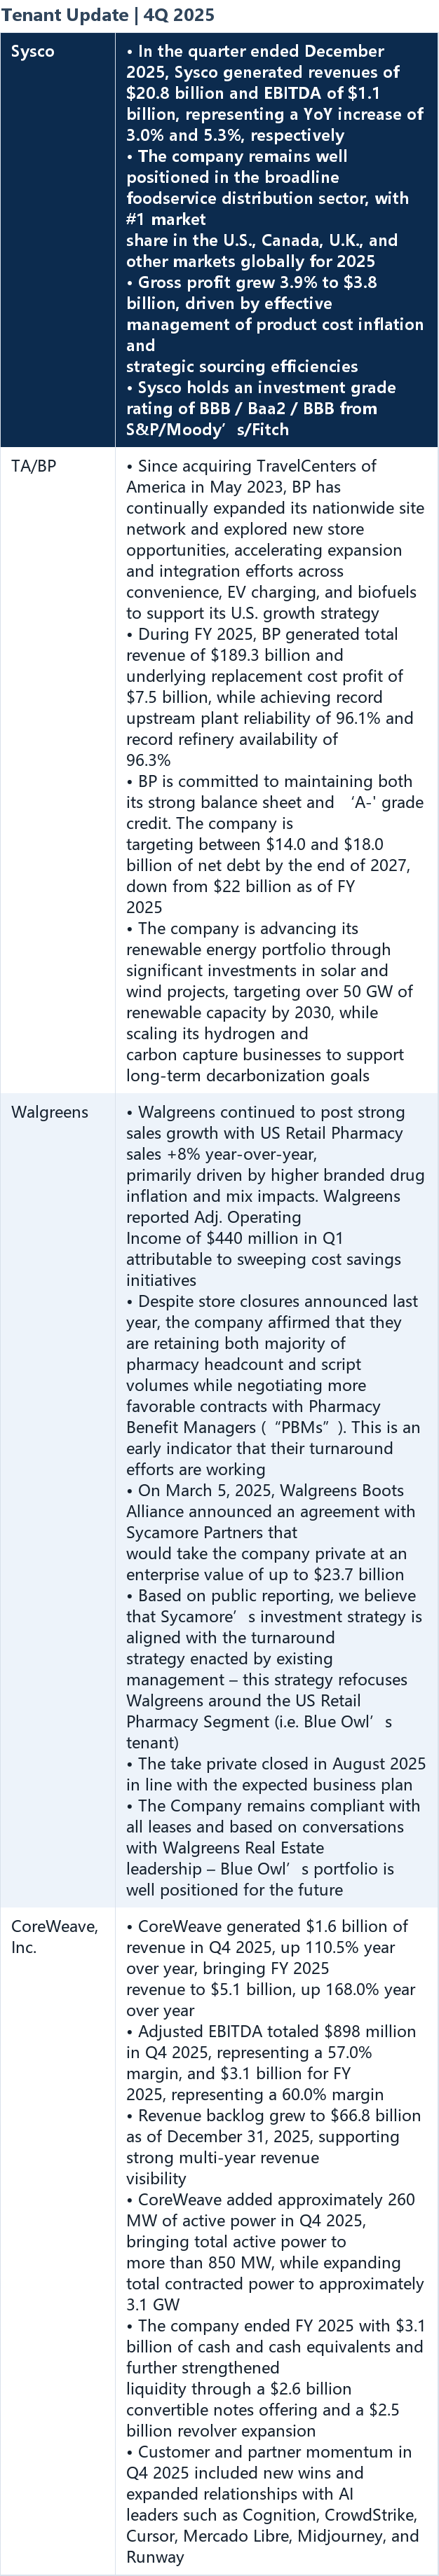 Tenant Update | 4Q 2025
Sysco
• In the quarter ended December
2025, Sysco generated revenues of
$20.8 billion and EBITDA of $1.1
billion, representing a YoY increase of
3.0% and 5.3%, respectively
• The company remains well
positioned in the broadline
foodservice distribution sector, with
#1 market
share in the U.S., Canada, U.K., and
other markets globally for 2025
• Gross profit grew 3.9% to $3.8
billion, driven by effective
management of product cost inflation
and
strategic sourcing efficiencies
• Sysco holds an investment grade
rating of BBB / Baa2 / BBB from
S&P/Moody’s/Fitch
TA/BP
• Since acquiring TravelCenters of
America in May 2023, BP has
continually expanded its nationwide site
network and explored new store
opportunities, accelerating expansion
and integration efforts across
convenience, EV charging, and biofuels
to support its U.S. growth strategy
• During FY 2025, BP generated total
revenue of $189.3 billion and
underlying replacement cost profit of
$7.5 billion, while achieving record
upstream plant reliability of 96.1% and
record refinery availability of
96.3%
• BP is committed to maintaining both
its strong balance sheet and ‘A-' grade
credit. The company is
targeting between $14.0 and $18.0
billion of net debt by the end of 2027,
down from $22 billion as of FY
2025
• The company is advancing its
renewable energy portfolio through
significant investments in solar and
wind projects, targeting over 50 GW of
renewable capacity by 2030, while
scaling its hydrogen and
carbon capture businesses to support
long-term decarbonization goals
Walgreens
• Walgreens continued to post strong
sales growth with US Retail Pharmacy
sales +8% year-over-year,
primarily driven by higher branded drug
inflation and mix impacts. Walgreens
reported Adj. Operating
Income of $440 million in Q1
attributable to sweeping cost savings
initiatives
• Despite store closures announced last
year, the company affirmed that they
are retaining both majority of
pharmacy headcount and script
volumes while negotiating more
favorable contracts with Pharmacy
Benefit Managers (“PBMs”). This is an
early indicator that their turnaround
efforts are working
• On March 5, 2025, Walgreens Boots
Alliance announced an agreement with
Sycamore Partners that
would take the company private at an
enterprise value of up to $23.7 billion
• Based on public reporting, we believe
that Sycamore’s investment strategy is
aligned with the turnaround
strategy enacted by existing
management – this strategy refocuses
Walgreens around the US Retail
Pharmacy Segment (i.e. Blue Owl’s
tenant)
• The take private closed in August 2025
in line with the expected business plan
• The Company remains compliant with
all leases and based on conversations
with Walgreens Real Estate
leadership – Blue Owl’s portfolio is
well positioned for the future
CoreWeave,
Inc.
• CoreWeave generated $1.6 billion of
revenue in Q4 2025, up 110.5% year
over year, bringing FY 2025
revenue to $5.1 billion, up 168.0% year
over year
• Adjusted EBITDA totaled $898 million
in Q4 2025, representing a 57.0%
margin, and $3.1 billion for FY
2025, representing a 60.0% margin
• Revenue backlog grew to $66.8 billion
as of December 31, 2025, supporting
strong multi-year revenue
visibility
• CoreWeave added approximately 260
MW of active power in Q4 2025,
bringing total active power to
more than 850 MW, while expanding
total contracted power to approximately
3.1 GW
• The company ended FY 2025 with $3.1
billion of cash and cash equivalents and
further strengthened
liquidity through a $2.6 billion
convertible notes offering and a $2.5
billion revolver expansion
• Customer and partner momentum in
Q4 2025 included new wins and
expanded relationships with AI
leaders such as Cognition, CrowdStrike,
Cursor, Mercado Libre, Midjourney, and
Runway